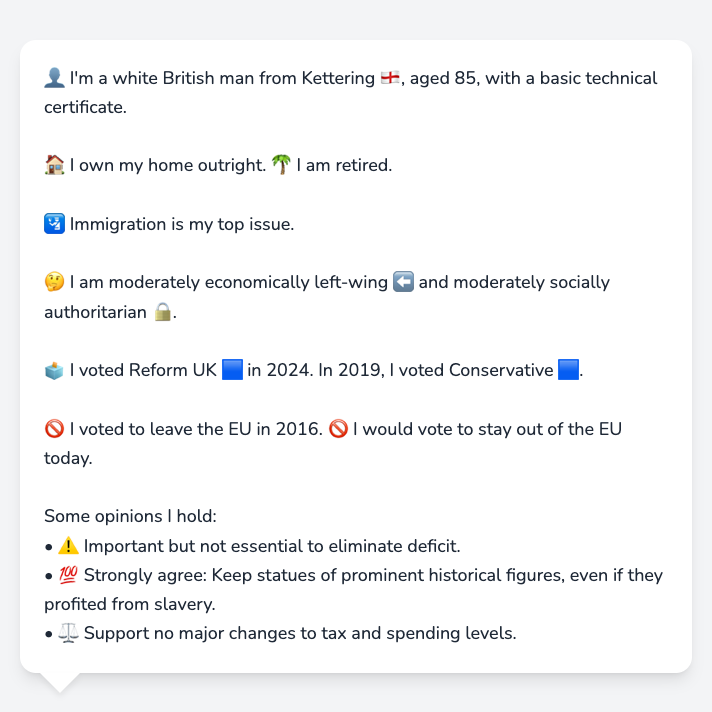 👤 I'm a white British man from Kettering 🏴󠁧󠁢󠁥󠁮󠁧󠁿, aged 85, with a basic technical
certificate.
🏠 I own my home outright. 🌴 I am retired.
🛂 Immigration is my top issue.
🤔 I am moderately economically left-wing ⬅️ and moderately socially
authoritarian 🔒.
🗳️ I voted Reform UK 🟦 in 2024. In 2019, I voted Conservative 🟦.
🚫 I voted to leave the EU in 2016. 🚫 I would vote to stay out of the EU
today.
Some opinions I hold:
• ⚠️ Important but not essential to eliminate deficit.
• 💯 Strongly agree: Keep statues of prominent historical figures, even if they
profited from slavery.
• ⚖️ Support no major changes to tax and spending levels.